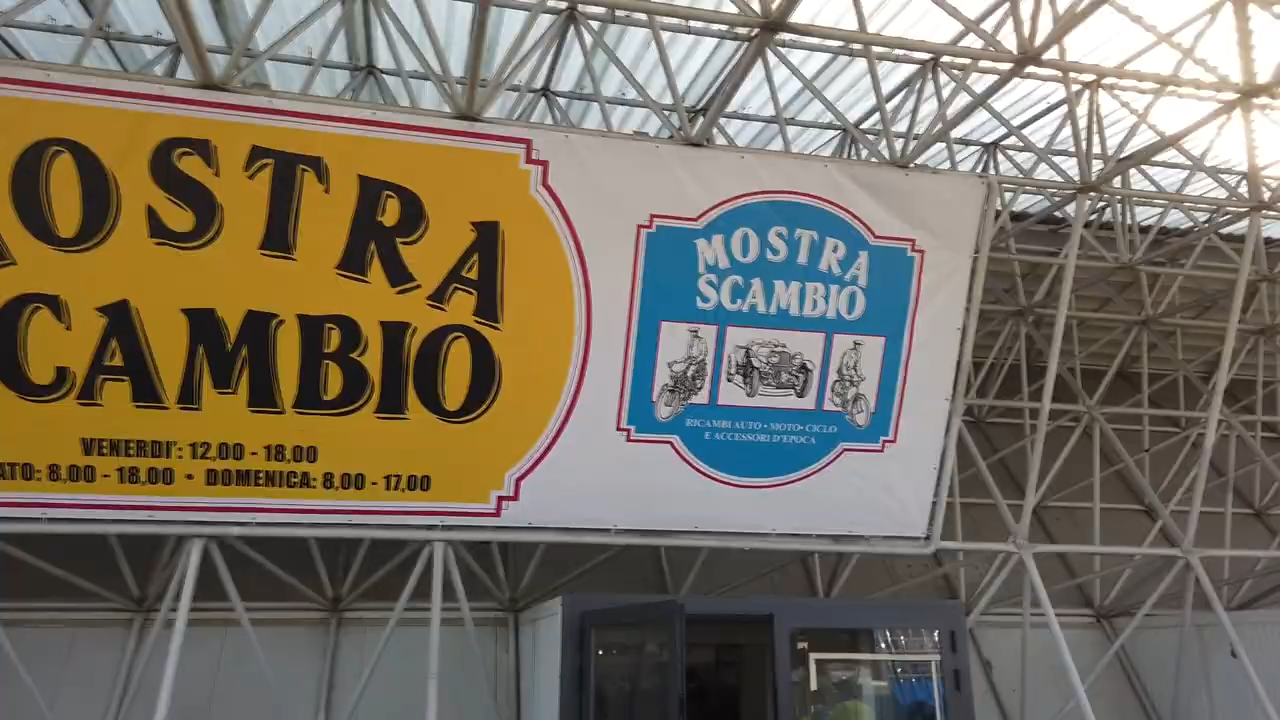 OSTRA
CAMBIO
VENERDI': 12,00 - 18,00
ATO: 8,00 - 18,00 • DOMENICA: 8,00 - 17,00
MOSTRA
SCAMBIO
RICAMBI AUTO • MOTO • CICLO
E ACCESSORI D'EPOCA